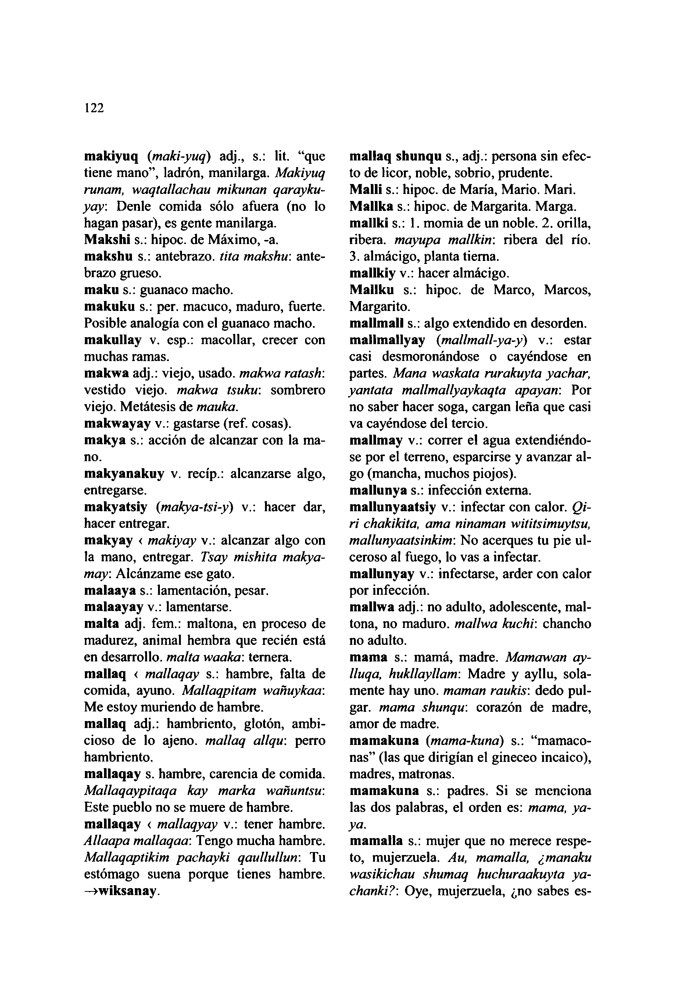 122
makiyuq (maki-yuq) adj., s.: lit. “que
tiene mano”, ladrón, manilarga. Makiyuq
runam, waqtallachau mikunan qarayku-
yay: Denle comida sólo afuera (no lo
hagan pasar), es gente manilarga.
Makshi s.: hipoc. de Máximo, -a.
makshu s.: antebrazo. tita makshu: ante-
brazo grueso.
maku s.: guanaco macho.
makuku s.: per. macuco, maduro, fuerte.
Posible analogía con el guanaco macho.
makullay v. esp.: macollar, crecer con
muchas ramas.
makwa adj.: viejo, usado. makwa ratash:
vestido viejo. makwa tsuku: sombrero
viejo. Metátesis de mauka.
makwayay v.: gastarse (ref. cosas).
makya s.: acción de alcanzar con la ma-
no.
makyanakuy v. recíp.: alcanzarse algo,
entregarse.
makyatsiy (makya-tsi-y) v.: hacer dar,
hacer entregar.
makyay ‹ makiyay v.: alcanzar algo con
la mano, entregar. Tsay mishita makya-
may: Alcánzame ese gato.
malaaya s.: lamentación, pesar.
malaayay v.: lamentarse.
malta adj. fem.: maltona, en proceso de
madurez, animal hembra que recién está
en desarrollo. malta waaka: ternera.
mallaq ‹ mallaqay s.: hambre, falta de
comida, ayuno. Mallaqpitam wañuykaa:
Me estoy muriendo de hambre.
mallaq adj.: hambriento, glotón, ambi-
cioso de lo ajeno. mallaq allqu: perro
hambriento.
mallaqay s. hambre, carencia de comida.
Mallaqaypitaqa kay marka wañuntsu:
Este pueblo no se muere de hambre.
mallaqay ‹ mallaqyay v.: tener hambre.
Allaapa mallaqaa: Tengo mucha hambre.
Mallaqaptikim pachayki qaullullun: Tu
estómago suena porque tienes hambre.
→wiksanay.
mallaq shunqu s., adj.: persona sin efec-
to de licor, noble, sobrio, prudente.
Malli s.: hipoc. de María, Mario. Mari.
Mallka s.: hipoc. de Margarita. Marga.
mallki s.: 1. momia de un noble. 2. orilla,
ribera. mayupa mallkin: ribera del río.
3. almácigo, planta tierna.
mallkiy v.: hacer almácigo.
Mallku s.: hipoc. de Marco, Marcos,
Margarito.
mallmall s.: algo extendido en desorden.
mallmallyay (mallmall-ya-y) v.: estar
casi desmoronándose o cayéndose en
partes. Mana waskata rurakuyta yachar,
yantata mallmallyaykaqta apayan: Por
no saber hacer soga, cargan leña que casi
va cayéndose del tercio.
mallmay v.: correr el agua extendiéndo-
se por el terreno, esparcirse y avanzar al-
go (mancha, muchos piojos).
mallunya s.: infección externa.
mallunyaatsiy v.: infectar con calor. Qi-
ri chakikita, ama ninaman wititsimuytsu,
mallunyaatsinkim: No acerques tu pie ul-
ceroso al fuego, lo vas a infectar.
mallunyay v.: infectarse, arder con calor
por infección.
mallwa adj.: no adulto, adolescente, mal-
tona, no maduro. mallwa kuchi: chancho
no adulto.
mama s.: mamá, madre. Mamawan ay-
lluqa, hukllayllam: Madre y ayllu, sola-
mente hay uno. maman raukis: dedo pul-
gar. mama shunqu: corazón de madre,
amor de madre.
mamakuna (mama-kuna) s.: “mamaco-
nas” (las que dirigían el gineceo incaico),
madres, matronas.
mamakuna s.: padres. Si se menciona
las dos palabras, el orden es: mama, ya-
ya.
mamalla s.: mujer que no merece respe-
to, mujerzuela. Au, mamalla, ¿manaku
wasikichau shumaq huchuraakuyta ya-
chanki?: Oye, mujerzuela, ¿no sabes es-